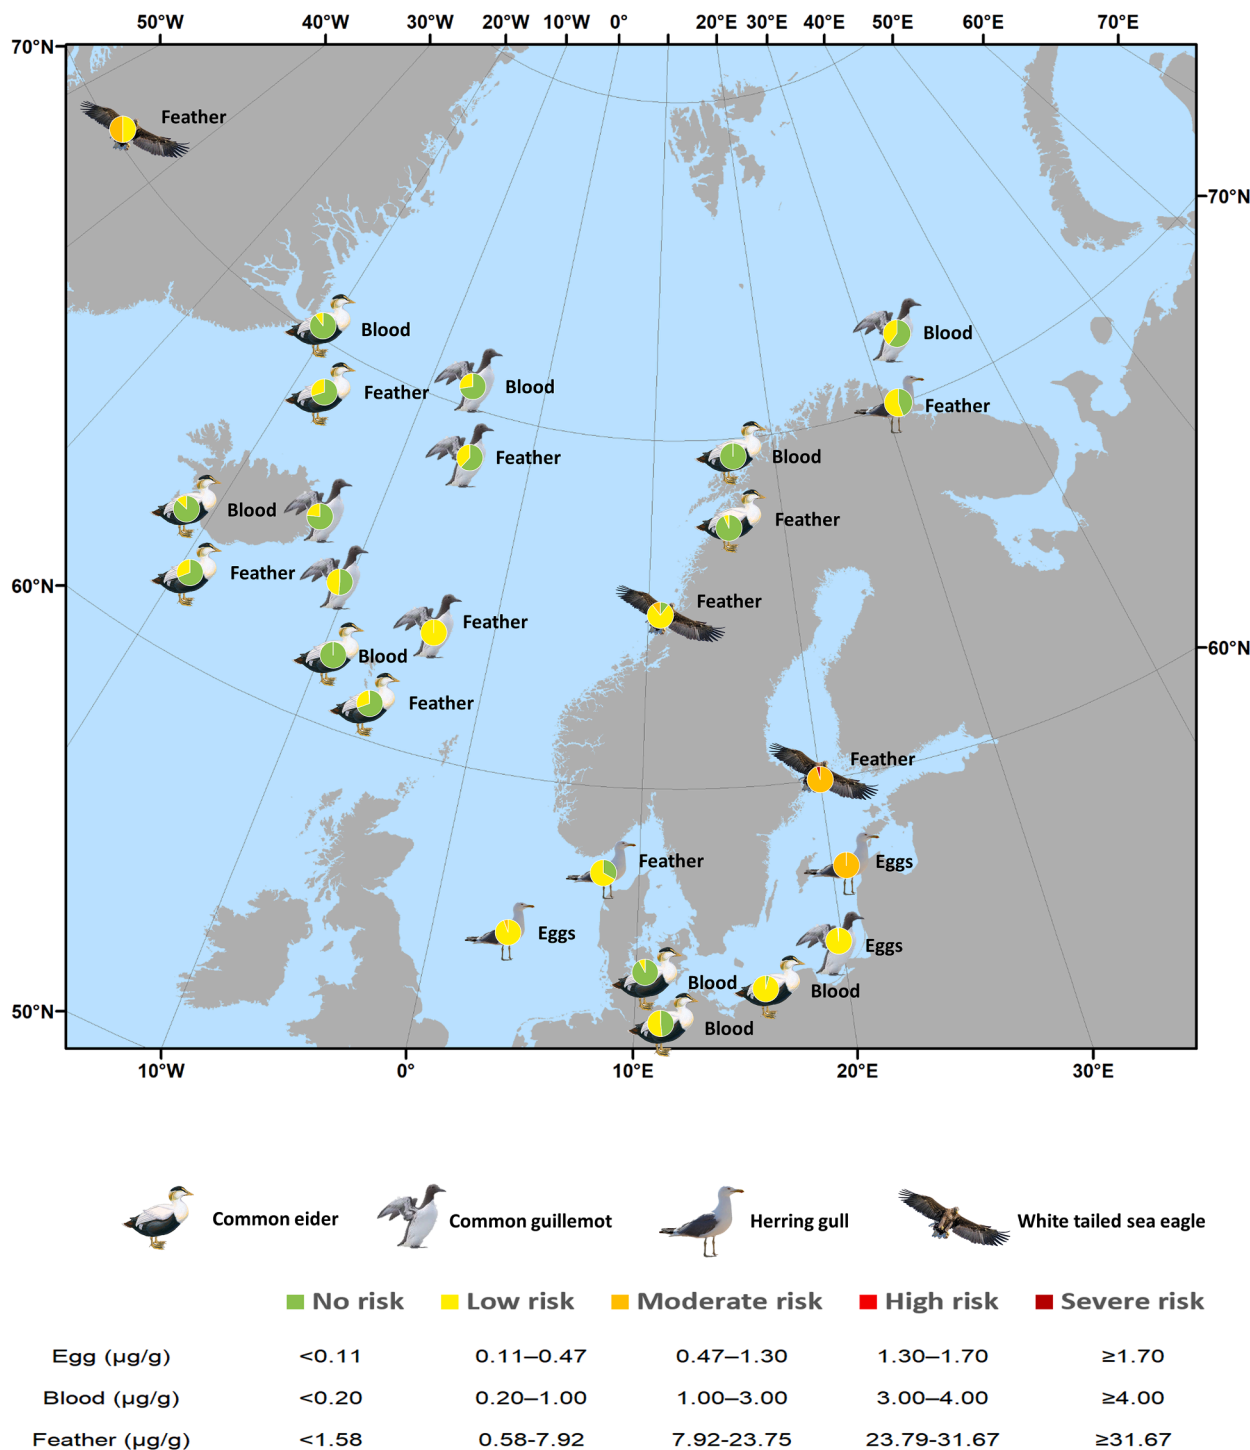 50°W 40°W 30°W 20°W 10°W 0° 20°E 30°E 40°E 50°E 60°E 70°E
70°N
Feather
70°N
Blood
Blood
Feather
Blood
Feather
Feather
Blood
Feather
Blood
Feather
Feather
60°N
Feather
Feather
Blood
60°N
Feather
Feather
Feather
Eggs
Eggs
Eggs
Blood
Blood
50°N
Blood
10°W 0° 10°E 20°E 30°E
Common eider Common guillemot Herring gull White tailed sea eagle
No risk Low risk Moderate risk High risk Severe risk
Egg (µg/g) <0.11 0.11–0.47 0.47–1.30 1.30–1.70 ≥1.70
Blood (µg/g) <0.20 0.20–1.00 1.00–3.00 3.00–4.00 ≥4.00
Feather (µg/g) <1.58 0.58-7.92 7.92-23.75 23.79-31.67 ≥31.67